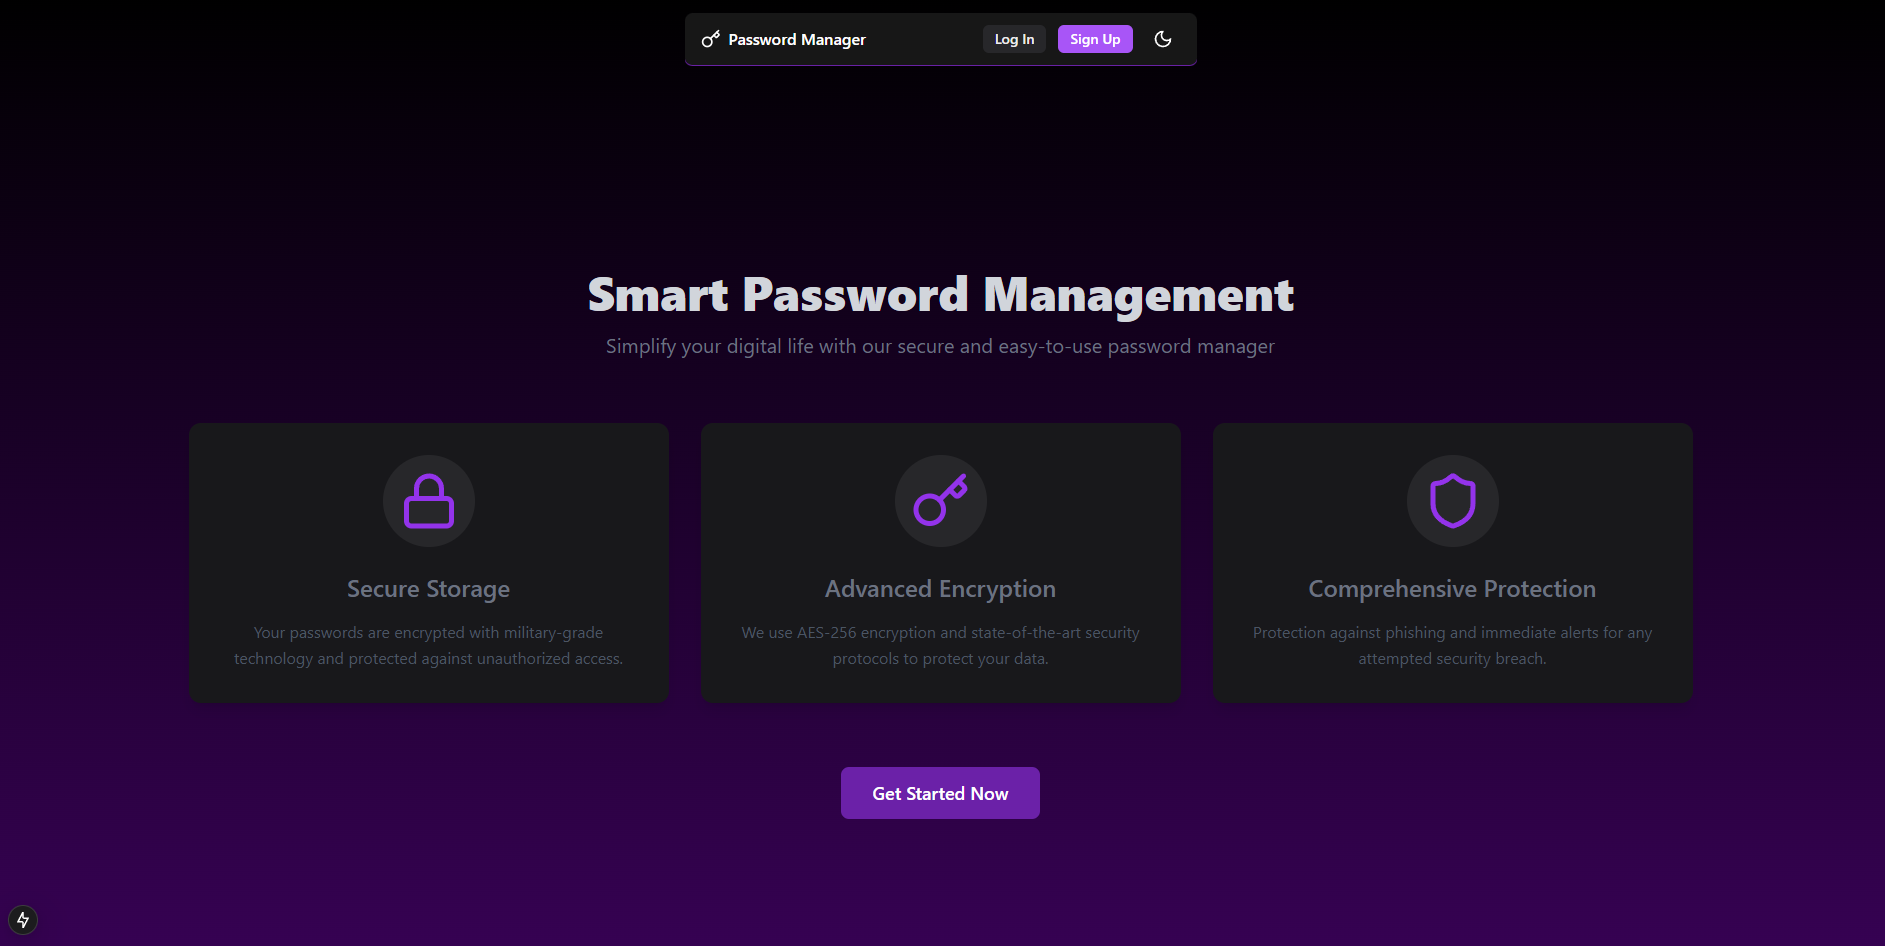 Password Manager
Log In
Sign Up
Smart Password Management
Simplify your digital life with our secure and easy-to-use password manager
Secure Storage
Your passwords are encrypted with military-grade
technology and protected against unauthorized access.
Advanced Encryption
We use AES-256 encryption and state-of-the-art security
protocols to protect your data.
Comprehensive Protection
Protection against phishing and immediate alerts for any
attempted security breach.
Get Started Now